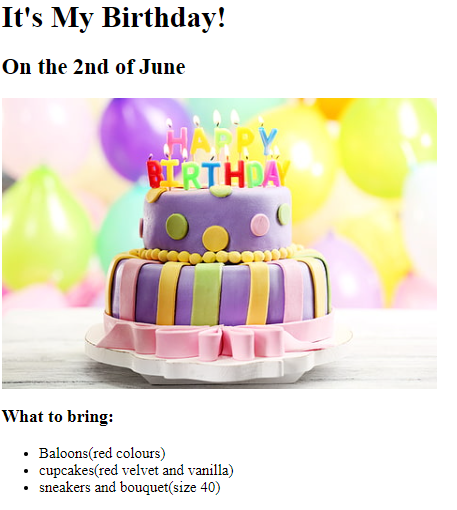 It's My Birthday!
On the 2nd of June
HAPPY
BIRTHDAY
What to bring:
Baloons(red colours)
cupcakes(red velvet and vanilla)
sneakers and bouquet(size 40)